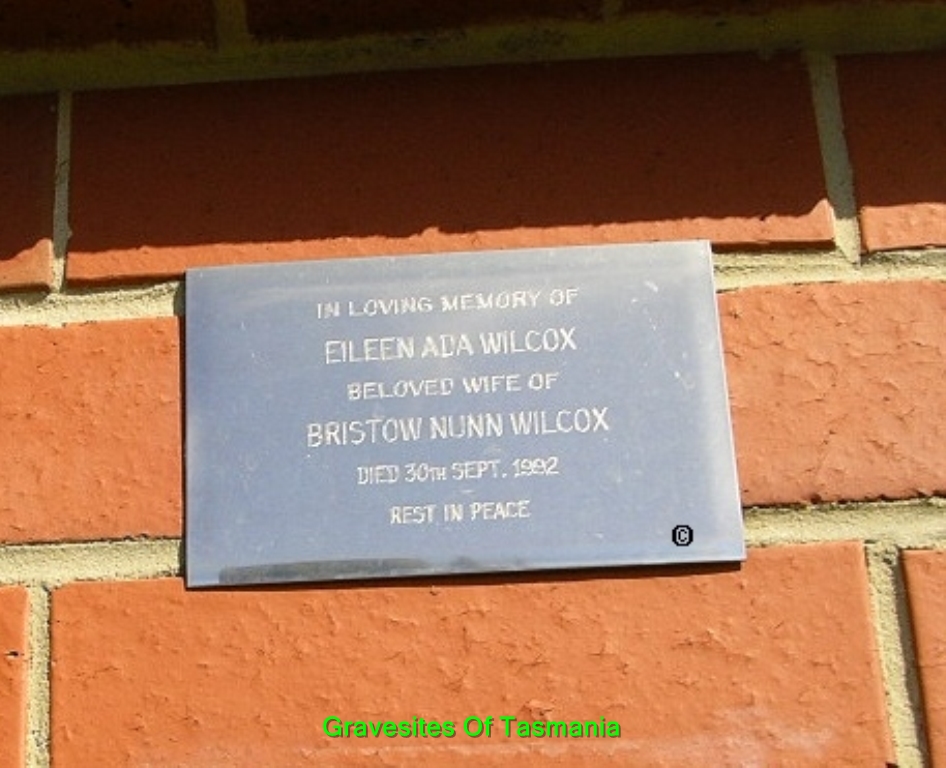 IN LOVING MEMORY OF
EILEEN ADA WILCOX
BELOVED WIFE OF
BRISTOW NUNN WILCOX
DIED 30TH SEPT. 1992
REST IN PEACE
©
Gravesites Of Tasmania